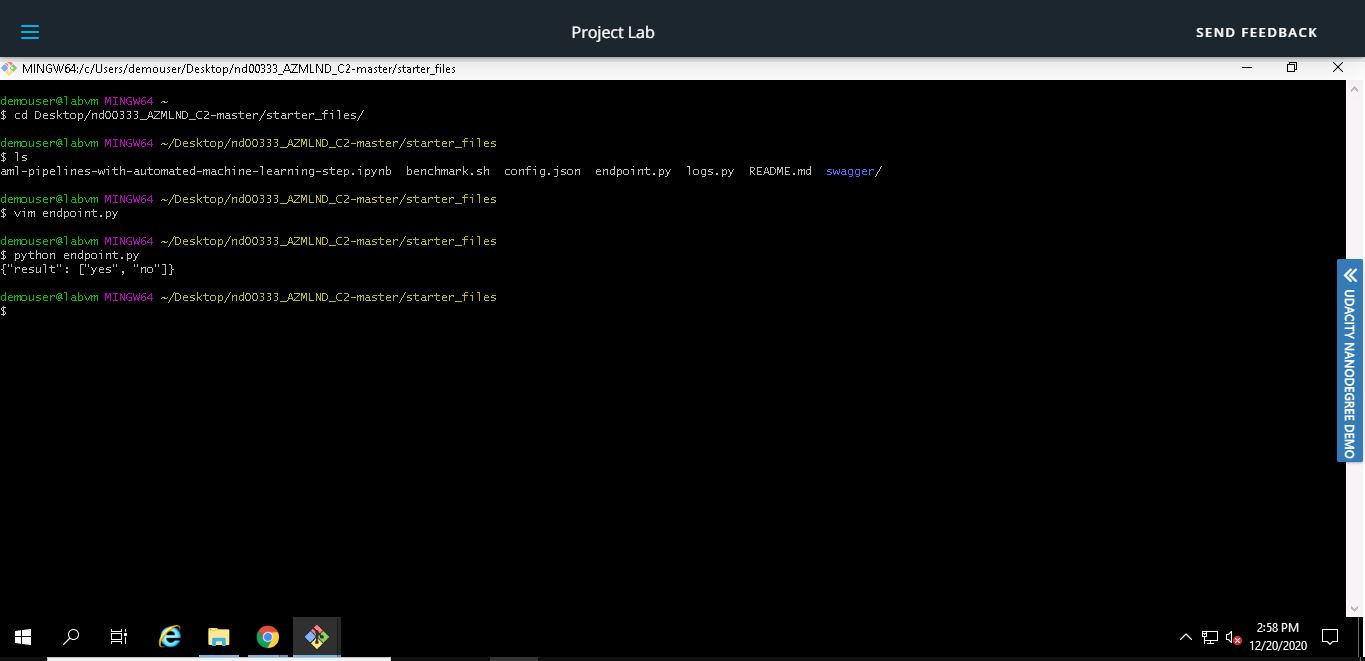 Project Lab
SEND FEEDBACK
MINGW64:/c/Users/demouser/Desktop/nd00333_AZMLND_C2-master/starter_files
demouser@labvm MINGW64 ~
$ cd Desktop/nd00333_AZMLND_C2-master/starter_files/
demouser@labvm MINGW64 ~/Desktop/nd00333_AZMLND_C2-master/starter_files
$ ls
aml-pipelines-with-automated-machine-learning-step.ipynb benchmark.sh config.json endpoint.py logs.py README.md swagger/
demouser@labvm MINGW64 ~/Desktop/nd00333_AZMLND_C2-master/starter_files
$ vim endpoint.py
demouser@labvm MINGW64 ~/Desktop/nd00333_AZMLND_C2-master/starter_files
$ python endpoint.py
{"result": ["yes", "no"]}
demouser@labvm MINGW64 ~/Desktop/nd00333_AZMLND_C2-master/starter_files
$
UDACITY NANODEGREE DEMO
2:58 PM
12/20/2020